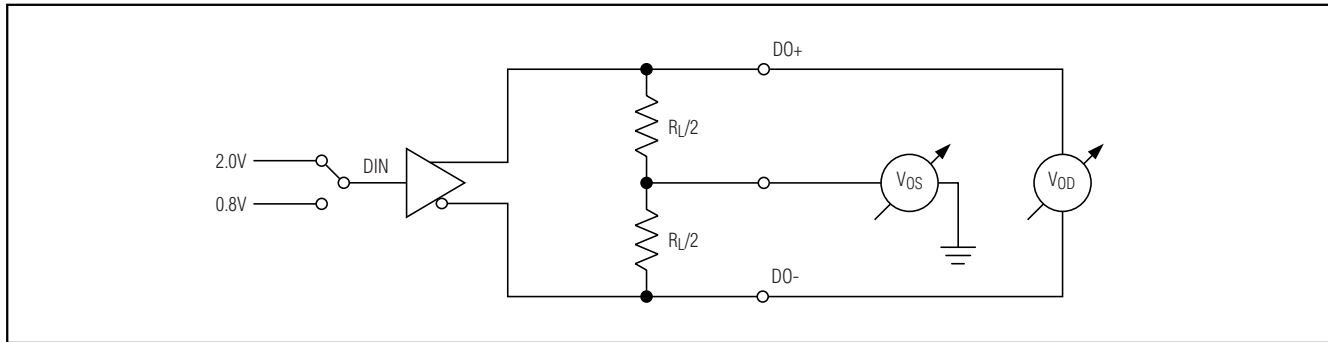 DO+
RL/2
2.0V
DIN
VOS
VOD
0.8V
RL/2
DO-